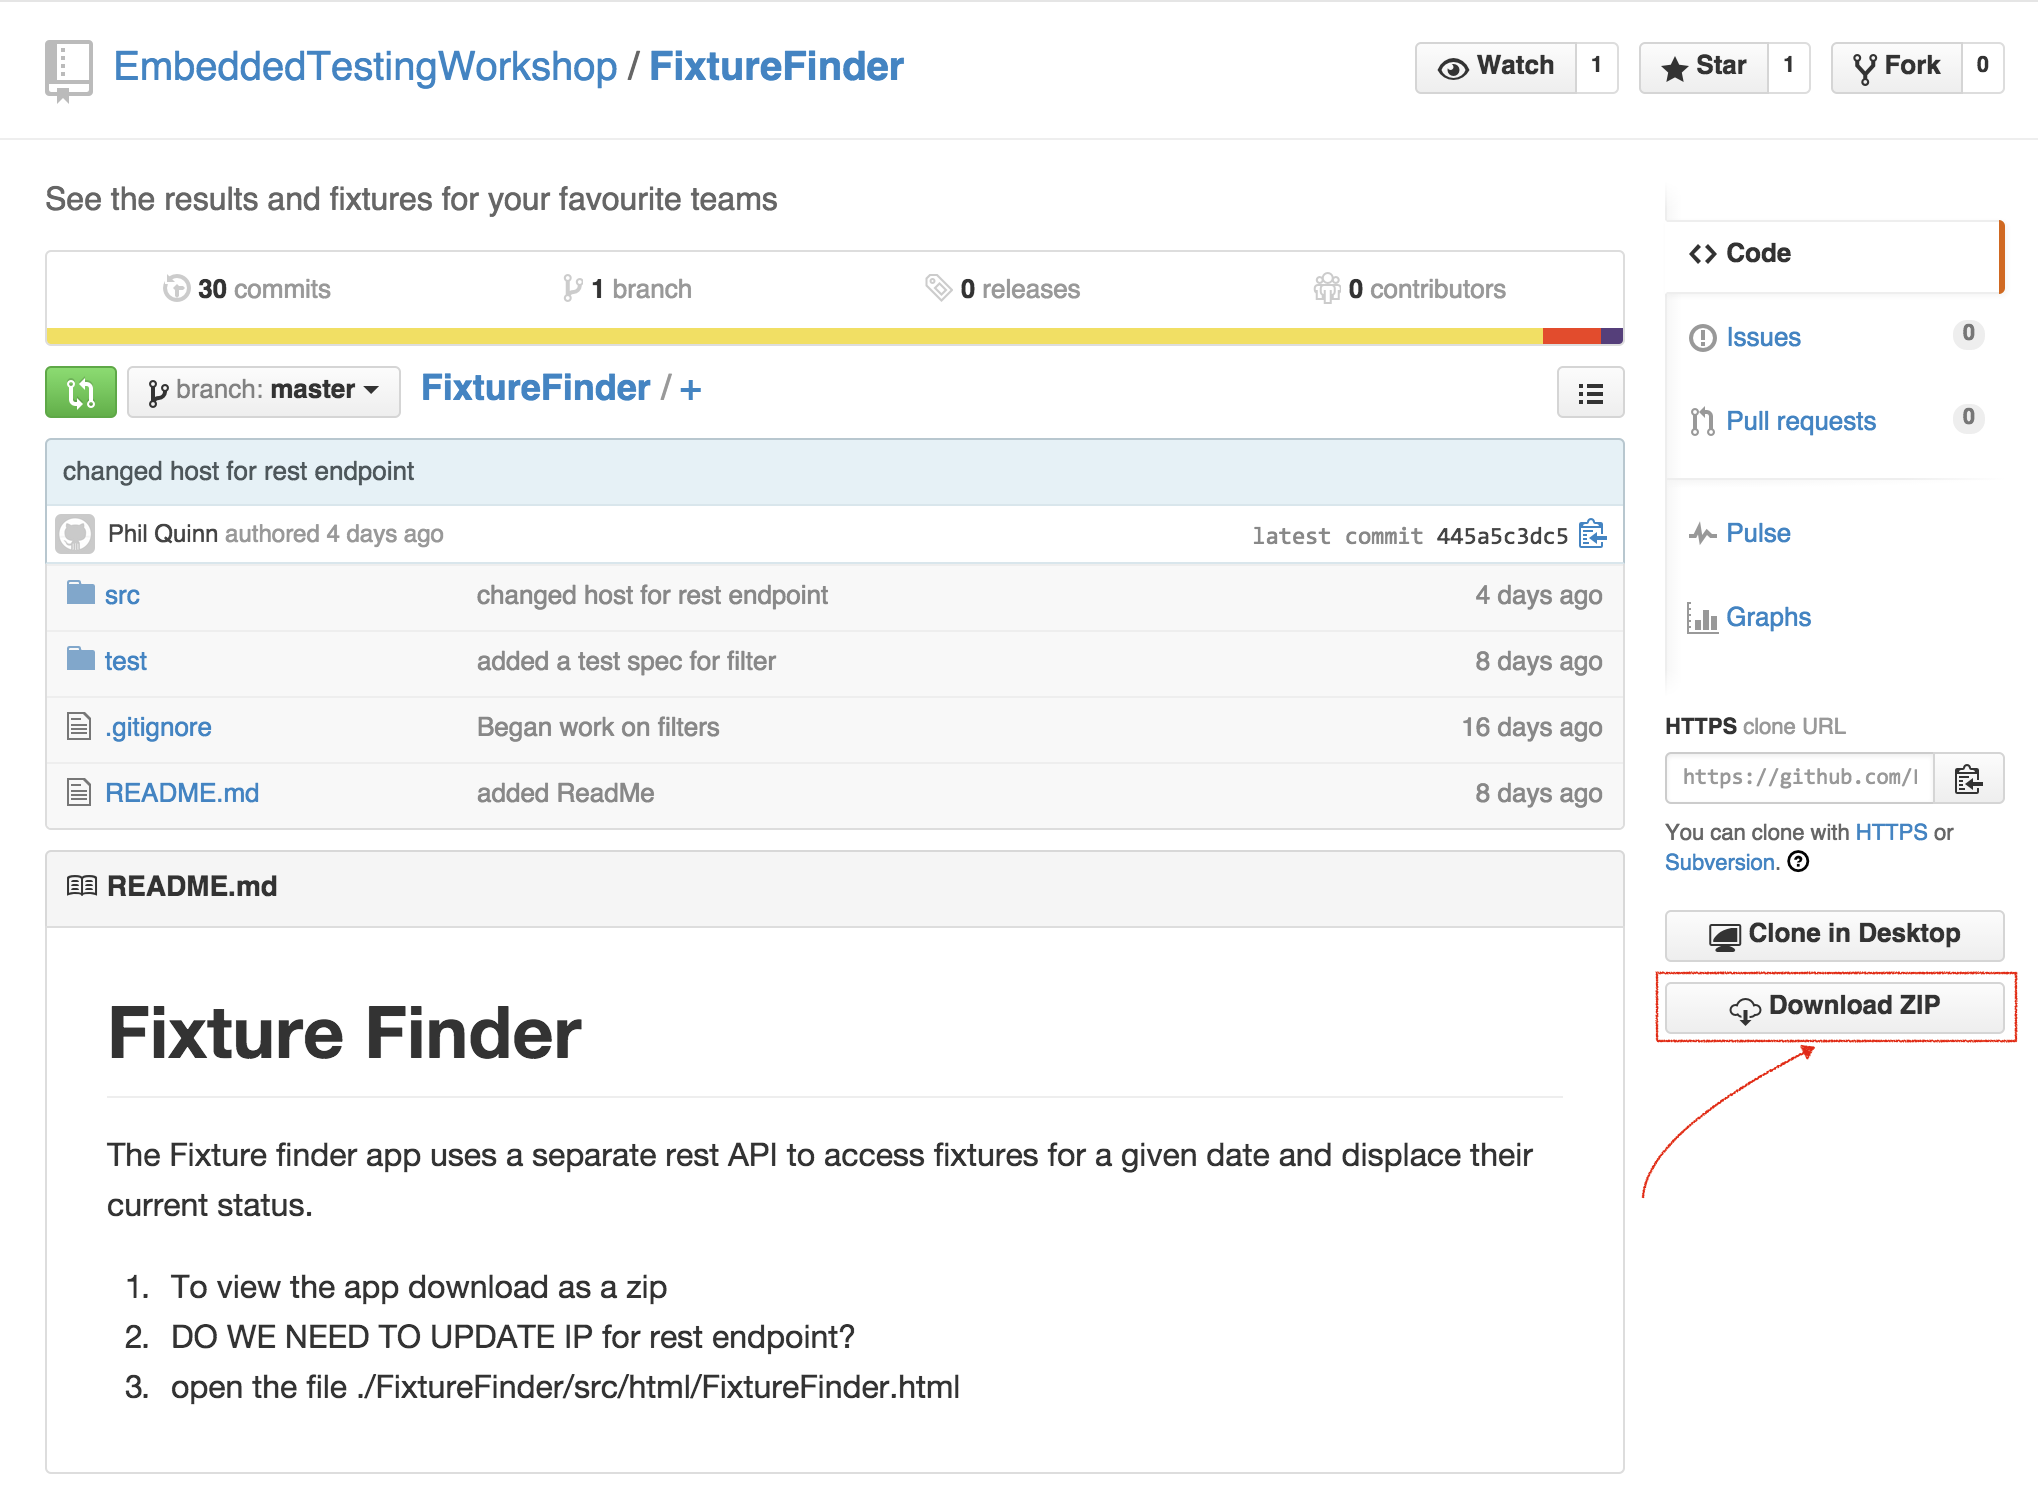 EmbeddedTestingWorkshop / FixtureFinder
Watch 1
Star 1
Fork 0
See the results and fixtures for your favourite teams
30 commits
1 branch
0 releases
0 contributors
branch: master
FixtureFinder / +
changed host for rest endpoint
Phil Quinn authored 4 days ago
latest commit 445a5c3dc5
src changed host for rest endpoint 4 days ago
test added a test spec for filter 8 days ago
.gitignore Began work on filters 16 days ago
README.md added ReadMe 8 days ago
README.md
Fixture Finder
The Fixture finder app uses a separate rest API to access fixtures for a given date and displace their
current status.
1. To view the app download as a zip
2. DO WE NEED TO UPDATE IP for rest endpoint?
3. open the file ./FixtureFinder/src/html/FixtureFinder.html
Code
Issues 0
Pull requests 0
Pulse
Graphs
HTTPS clone URL
https://github.com/
You can clone with HTTPS or
Subversion.
Clone in Desktop
Download ZIP